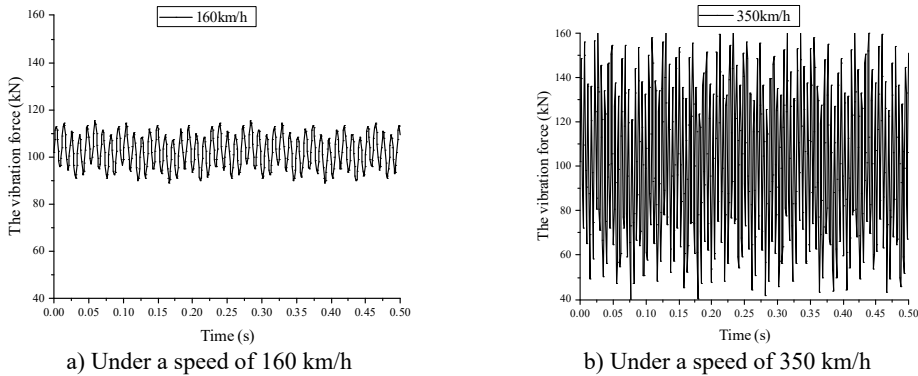 160km/h
160
140
120
100
80
60
40
The vibration force (kN)
0.00 0.05 0.10 0.15 0.20 0.25 0.30 0.35 0.40 0.45 0.50
Time (s)
a) Under a speed of 160 km/h
350km/h
160
140
120
100
80
60
40
The vibration force (kN)
0.00 0.05 0.10 0.15 0.20 0.25 0.30 0.35 0.40 0.45 0.50
Time (s)
b) Under a speed of 350 km/h